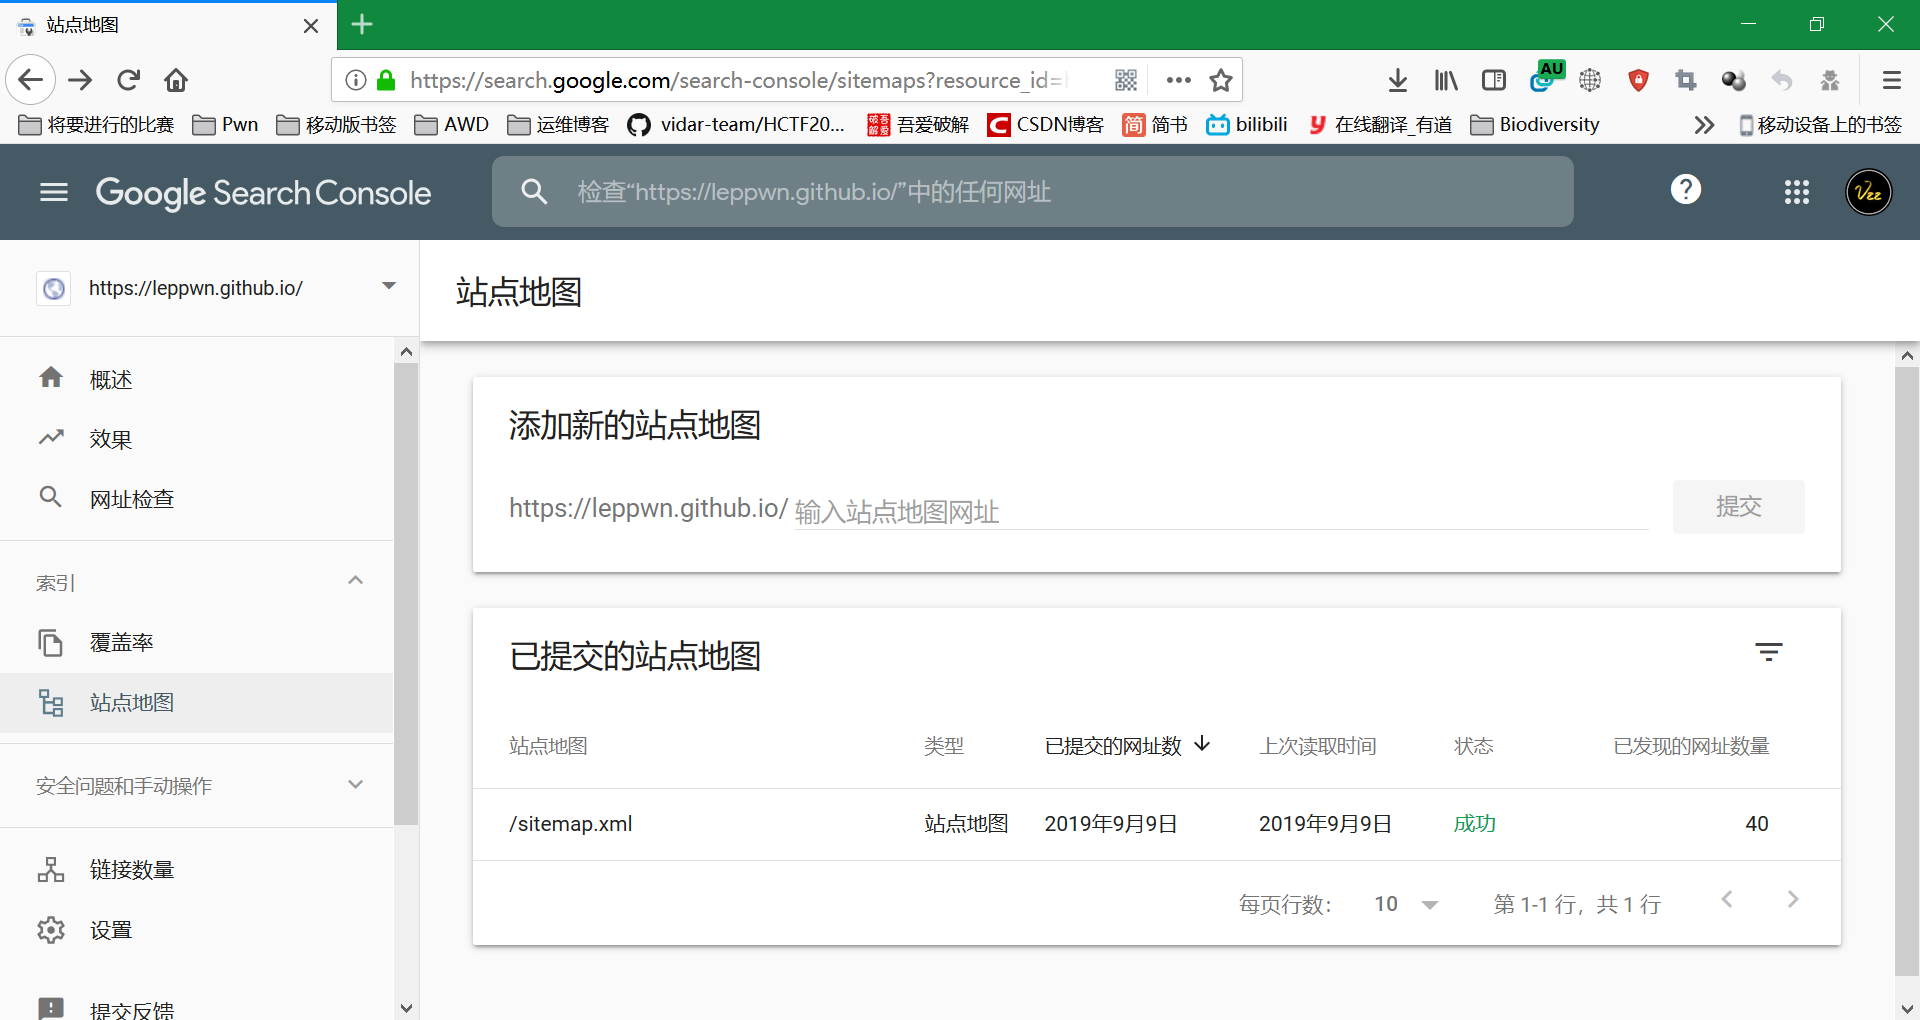 站点地图
https://search.google.com/search-console/sitemaps?resource_id=
AU
将要进行的比赛 Pwn 移动版书签 AWD 运维博客 vidar-team/HCTF20... 吾爱破解 CSDN博客 简书 bilibili 在线翻译_有道 Biodiversity 移动设备上的书签
Google Search Console
检查“https://leppwn.github.io/”中的任何网址
https://leppwn.github.io/
站点地图
概述
效果
网址检查
索引
覆盖率
站点地图
安全问题和手动操作
链接数量
设置
提交反馈
添加新的站点地图
https://leppwn.github.io/ 输入站点地图网址
提交
已提交的站点地图
站点地图 类型 已提交的网址数 上次读取时间 状态 已发现的网址数量
/sitemap.xml 站点地图 2019年9月9日 2019年9月9日 成功 40
每页行数： 10 第 1-1 行，共 1 行